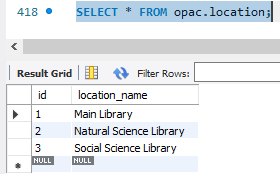 418 SELECT * FROM opac.location;
Result Grid Filter Rows:
id location_name
1 Main Library
2 Natural Science Library
3 Social Science Library
NULL NULL